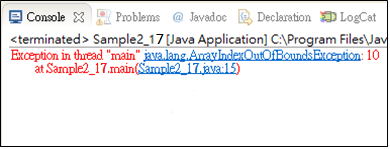 Console Problems @ Javadoc Declaration LogCat
<terminated> Sample2_17 [Java Application] C:\Program Files\Jav
Exception in thread "main" java.lang.ArrayIndexOutOfBoundsException: 10
at Sample2_17.main(Sample2_17.java:15)